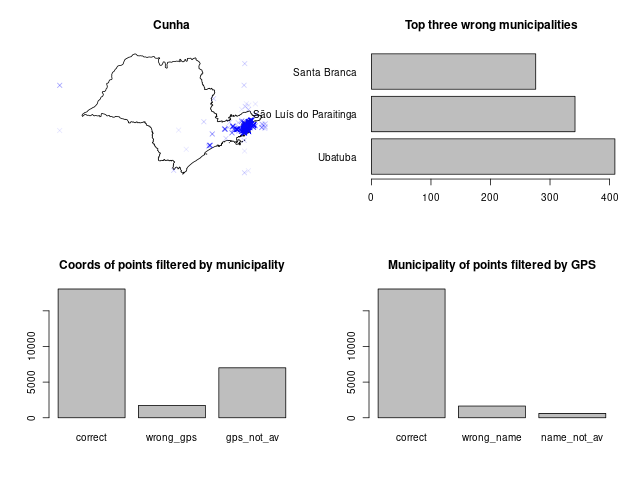 Cunha
Top three wrong municipalities
Santa Branca
São Luís do Paraitinga
Ubatuba
0 100 200 300 400
Coords of points filtered by municipality
0 5000 10000
correct wrong_gps gps_not_av
Municipality of points filtered by GPS
0 5000 10000
correct wrong_name name_not_av